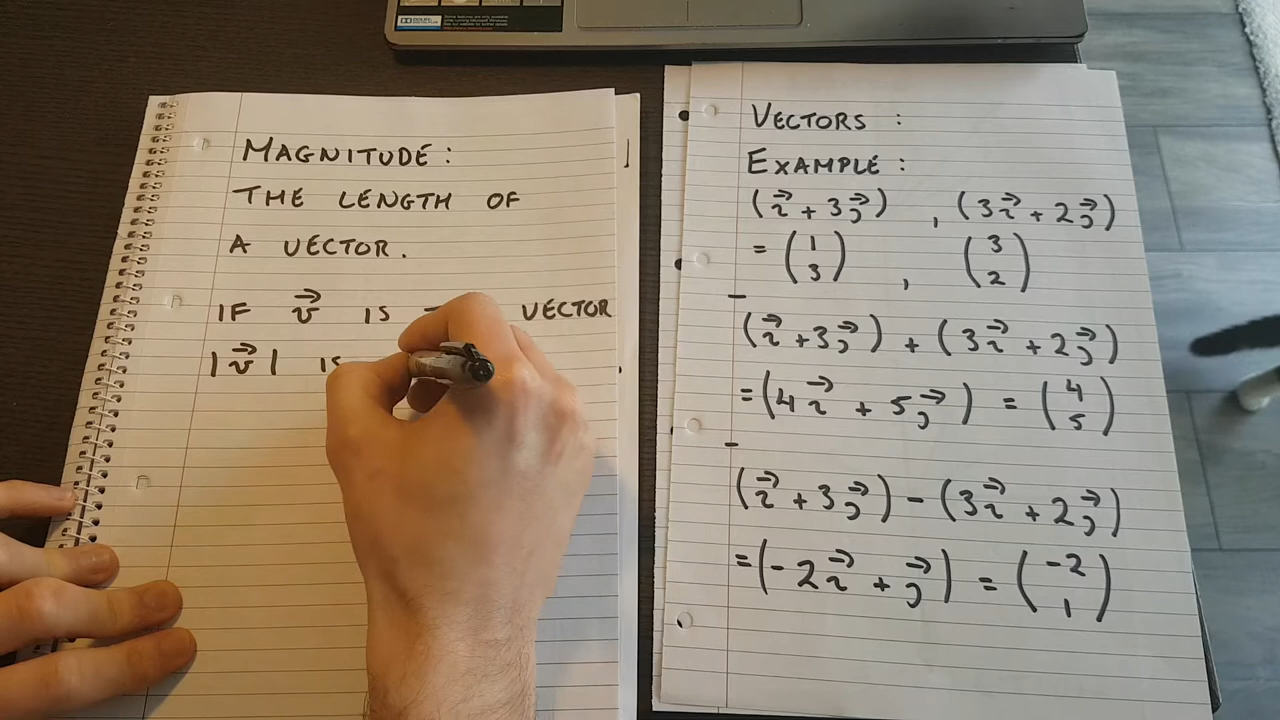 MAGNITUDE:
THE LENGTH OF
A VECTOR.
IF v⃗ IS VECTOR
|v⃗| IS
VECTORS :
EXAMPLE :
(i⃗ + 3j⃗) , (3i⃗ + 2j⃗)
= (1 3) , (3 2)
(i⃗ + 3j⃗) + (3i⃗ + 2j⃗)
= (4i⃗ + 5j⃗) = (4 5)
(i⃗ + 3j⃗) - (3i⃗ + 2j⃗)
= (-2i⃗ + j⃗) = (-2 1)